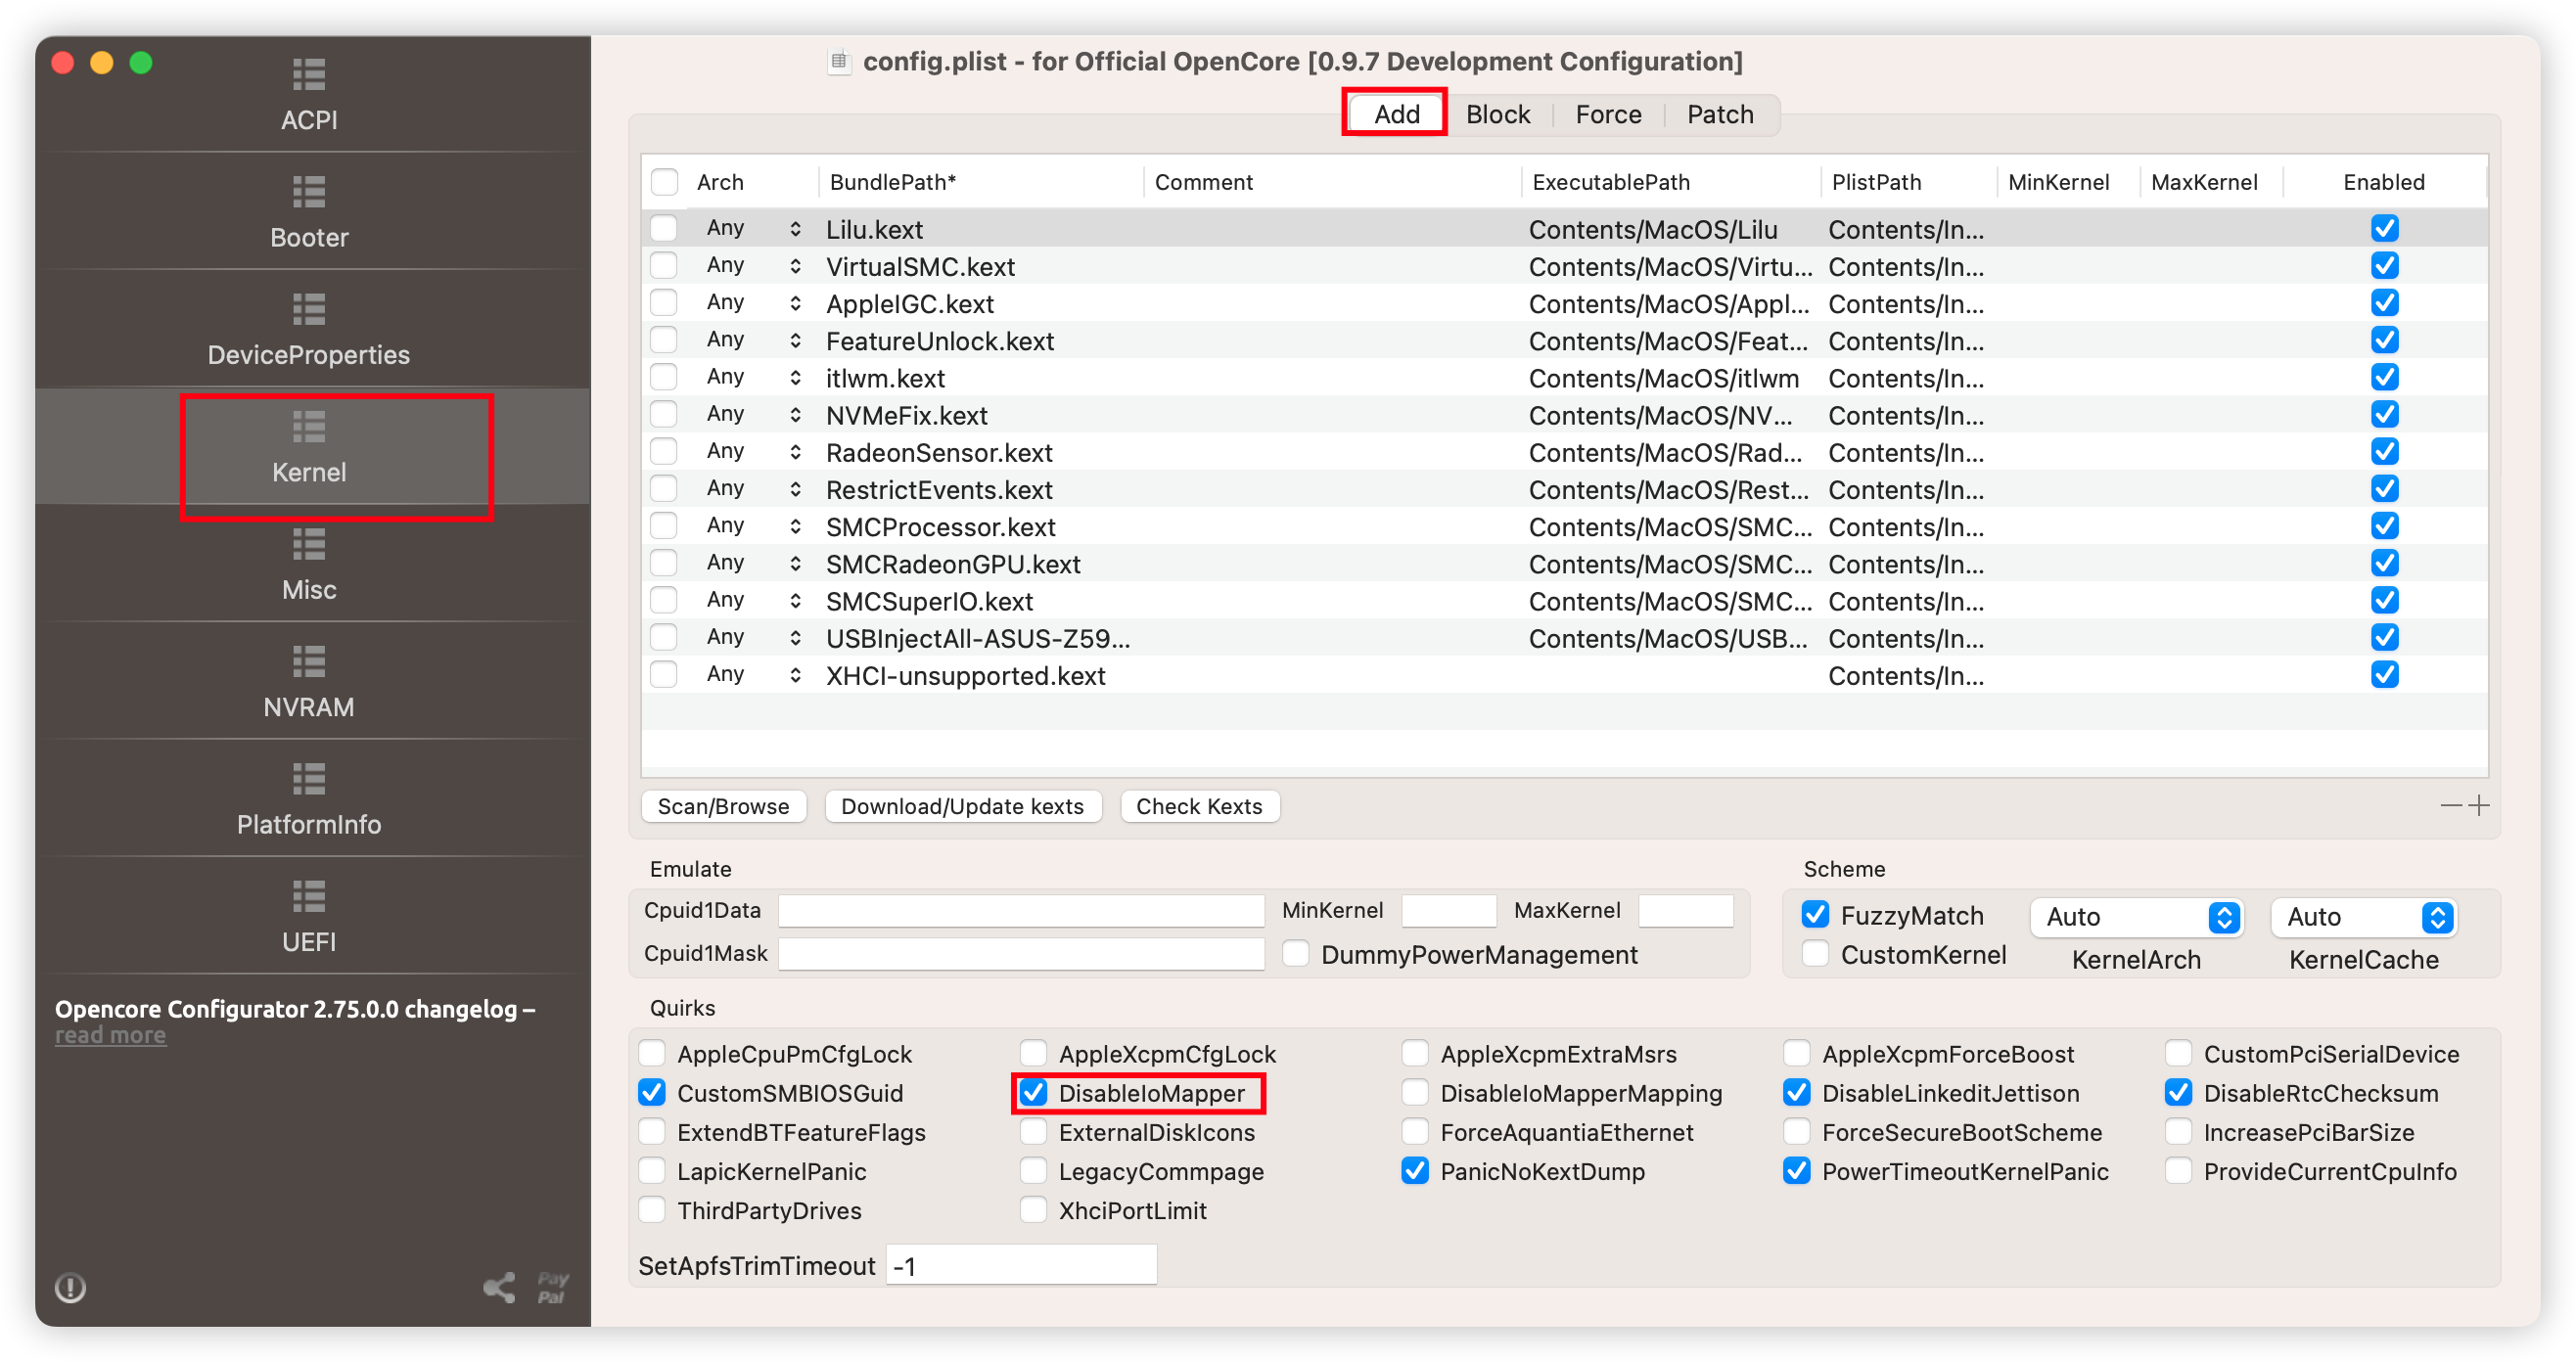 config.plist - for Official OpenCore [0.9.7 Development Configuration]
ACPI
Booter
DeviceProperties
Kernel
Misc
NVRAM
PlatformInfo
UEFI
Opencore Configurator 2.75.0.0 changelog –
read more
Pay
Pal
Add Block Force Patch
Arch BundlePath* Comment ExecutablePath PlistPath MinKernel MaxKernel Enabled
Any Lilu.kext Contents/MacOS/Lilu Contents/In...
Any VirtualSMC.kext Contents/MacOS/Virtu... Contents/In...
Any AppleIGC.kext Contents/MacOS/Appl... Contents/In...
Any FeatureUnlock.kext Contents/MacOS/Feat... Contents/In...
Any itlwm.kext Contents/MacOS/itlwm Contents/In...
Any NVMeFix.kext Contents/MacOS/NV... Contents/In...
Any RadeonSensor.kext Contents/MacOS/Rad... Contents/In...
Any RestrictEvents.kext Contents/MacOS/Rest... Contents/In...
Any SMCProcessor.kext Contents/MacOS/SMC... Contents/In...
Any SMCRadeonGPU.kext Contents/MacOS/SMC... Contents/In...
Any SMCSuperIO.kext Contents/MacOS/SMC... Contents/In...
Any USBInjectAll-ASUS-Z59... Contents/MacOS/USB... Contents/In...
Any XHCI-unsupported.kext Contents/In...
Scan/Browse Download/Update kexts Check Kexts
Emulate
Cpuid1Data MinKernel MaxKernel
Cpuid1Mask DummyPowerManagement
Scheme
FuzzyMatch Auto Auto
CustomKernel KernelArch KernelCache
Quirks
AppleCpuPmCfgLock AppleXcpmCfgLock AppleXcpmExtraMsrs AppleXcpmForceBoost CustomPciSerialDevice
CustomSMBIOSGuid DisableIoMapper DisableIoMapperMapping DisableLinkeditJettison DisableRtcChecksum
ExtendBTFeatureFlags ExternalDiskIcons ForceAquantiaEthernet ForceSecureBootScheme IncreasePciBarSize
LapicKernelPanic LegacyCommpage PanicNoKextDump PowerTimeoutKernelPanic ProvideCurrentCpuInfo
ThirdPartyDrives XhciPortLimit
SetApfsTrimTimeout -1